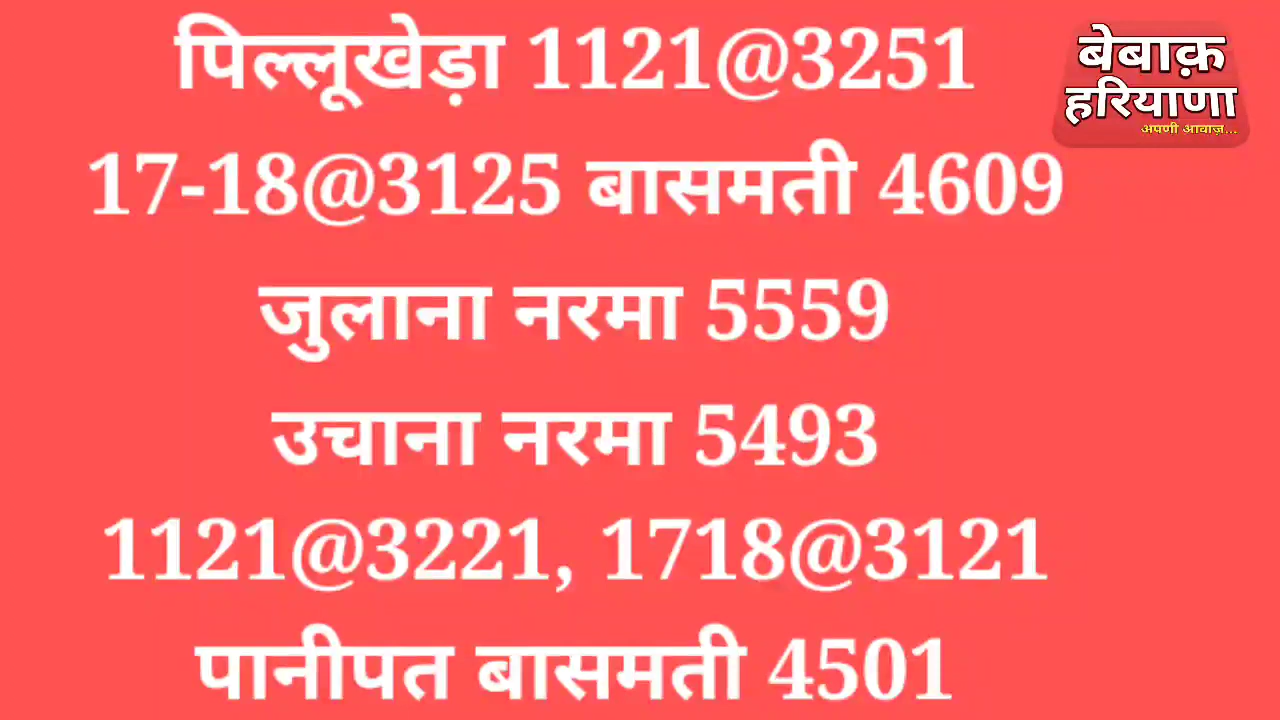 पिल्लूखेड़ा 1121@3251
17-18@3125 बासमती 4609
जुलाना नरमा 5559
उचाना नरमा 5493
1121@3221, 1718@3121
पानीपत बासमती 4501
बेबाक़
हरियाणा
अपणी आवाज़...